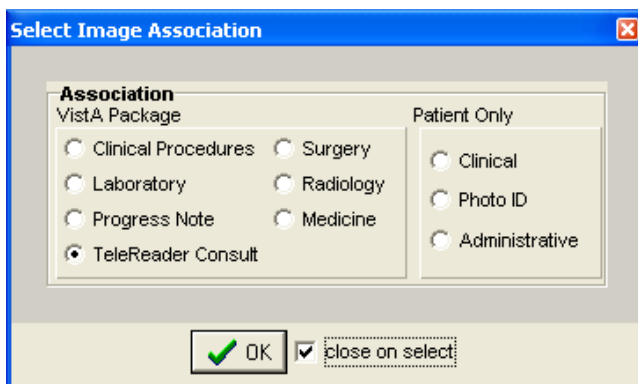 Select Image Association
Association
VistA Package
Patient Only
Clinical Procedures
Surgery
Laboratory
Radiology
Progress Note
Medicine
TeleReader Consult
Clinical
Photo ID
Administrative
OK
close on select